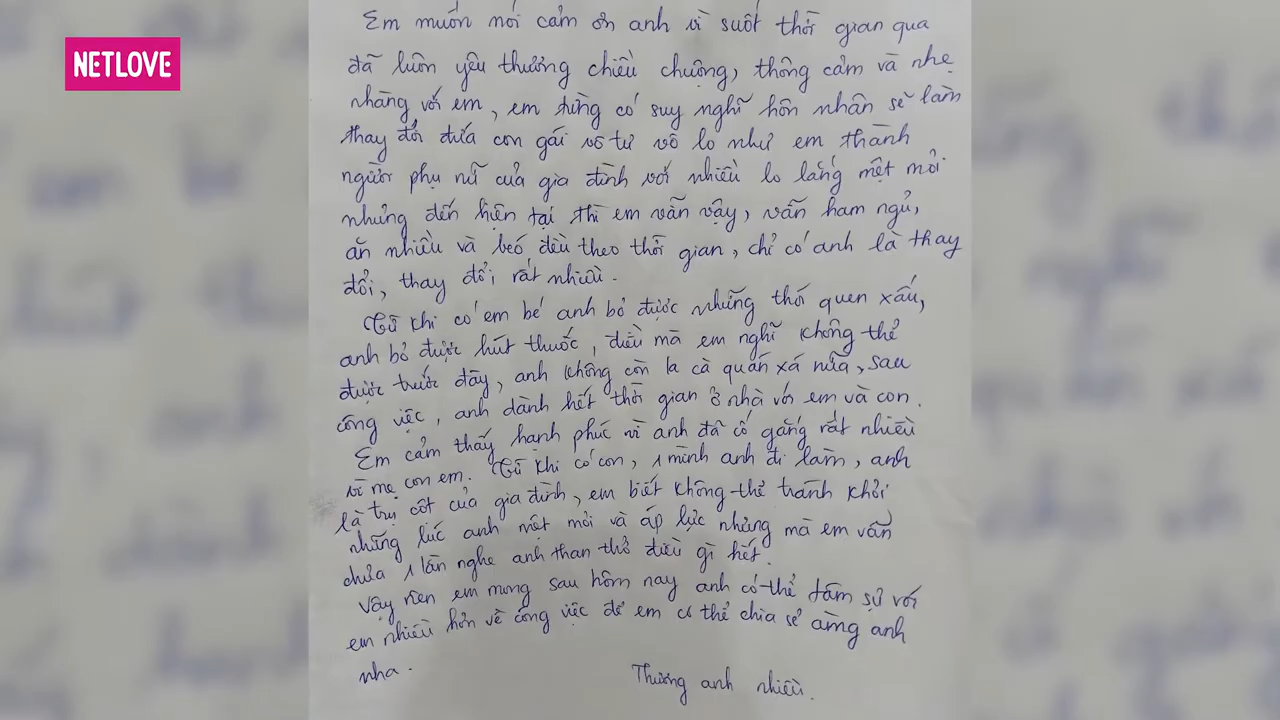 NETLOVE
Em muốn nói cảm ơn anh vì suốt thời gian qua
đã luôn yêu thương chiều chuộng, thông cảm và nhẹ
nhàng với em, em từng có suy nghĩ hôn nhân sẽ làm
thay đổi đứa con gái vô tư vô lo như em thành
người phụ nữ của gia đình với nhiều lo lắng mệt mỏi
nhưng đến hiện tại thì em vẫn vậy, vẫn ham ngủ,
ăn nhiều và béo đều theo thời gian, chỉ có anh là thay
đổi, thay đổi rất nhiều.
Từ khi có em bé anh bỏ được những thói quen xấu,
anh bỏ được hút thuốc, điều mà em nghĩ không thể
được trước đây, anh không còn la cà quán xá nữa, sau
công việc, anh dành hết thời gian ở nhà với em và con.
Em cảm thấy hạnh phúc vì anh đã cố gắng rất nhiều
vì mẹ con em. Từ khi có con, 1 mình anh đi làm, anh
là trụ cột của gia đình, em biết không thể tránh khỏi
những lúc anh mệt mỏi và áp lực nhưng mà em vẫn
chưa 1 lần nghe anh than thở điều gì hết.
Vậy nên em mong sau hôm nay anh có thể tâm sự với
em nhiều hơn về công việc để em có thể chia sẻ cùng anh
nha.
Thương anh nhiều.